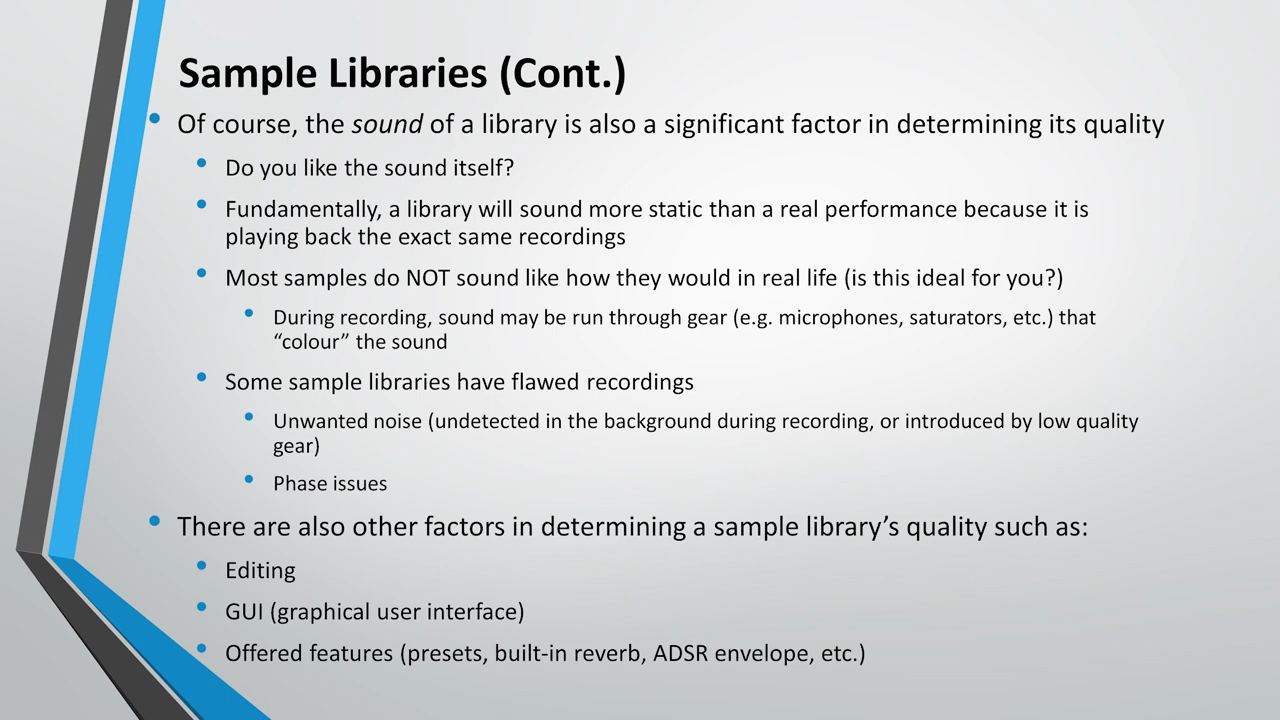 Sample Libraries (Cont.)
• Of course, the sound of a library is also a significant factor in determining its quality
• Do you like the sound itself?
• Fundamentally, a library will sound more static than a real performance because it is
playing back the exact same recordings
• Most samples do NOT sound like how they would in real life (is this ideal for you?)
• During recording, sound may be run through gear (e.g. microphones, saturators, etc.) that
“colour” the sound
• Some sample libraries have flawed recordings
• Unwanted noise (undetected in the background during recording, or introduced by low quality
gear)
• Phase issues
• There are also other factors in determining a sample library’s quality such as:
• Editing
• GUI (graphical user interface)
• Offered features (presets, built-in reverb, ADSR envelope, etc.)